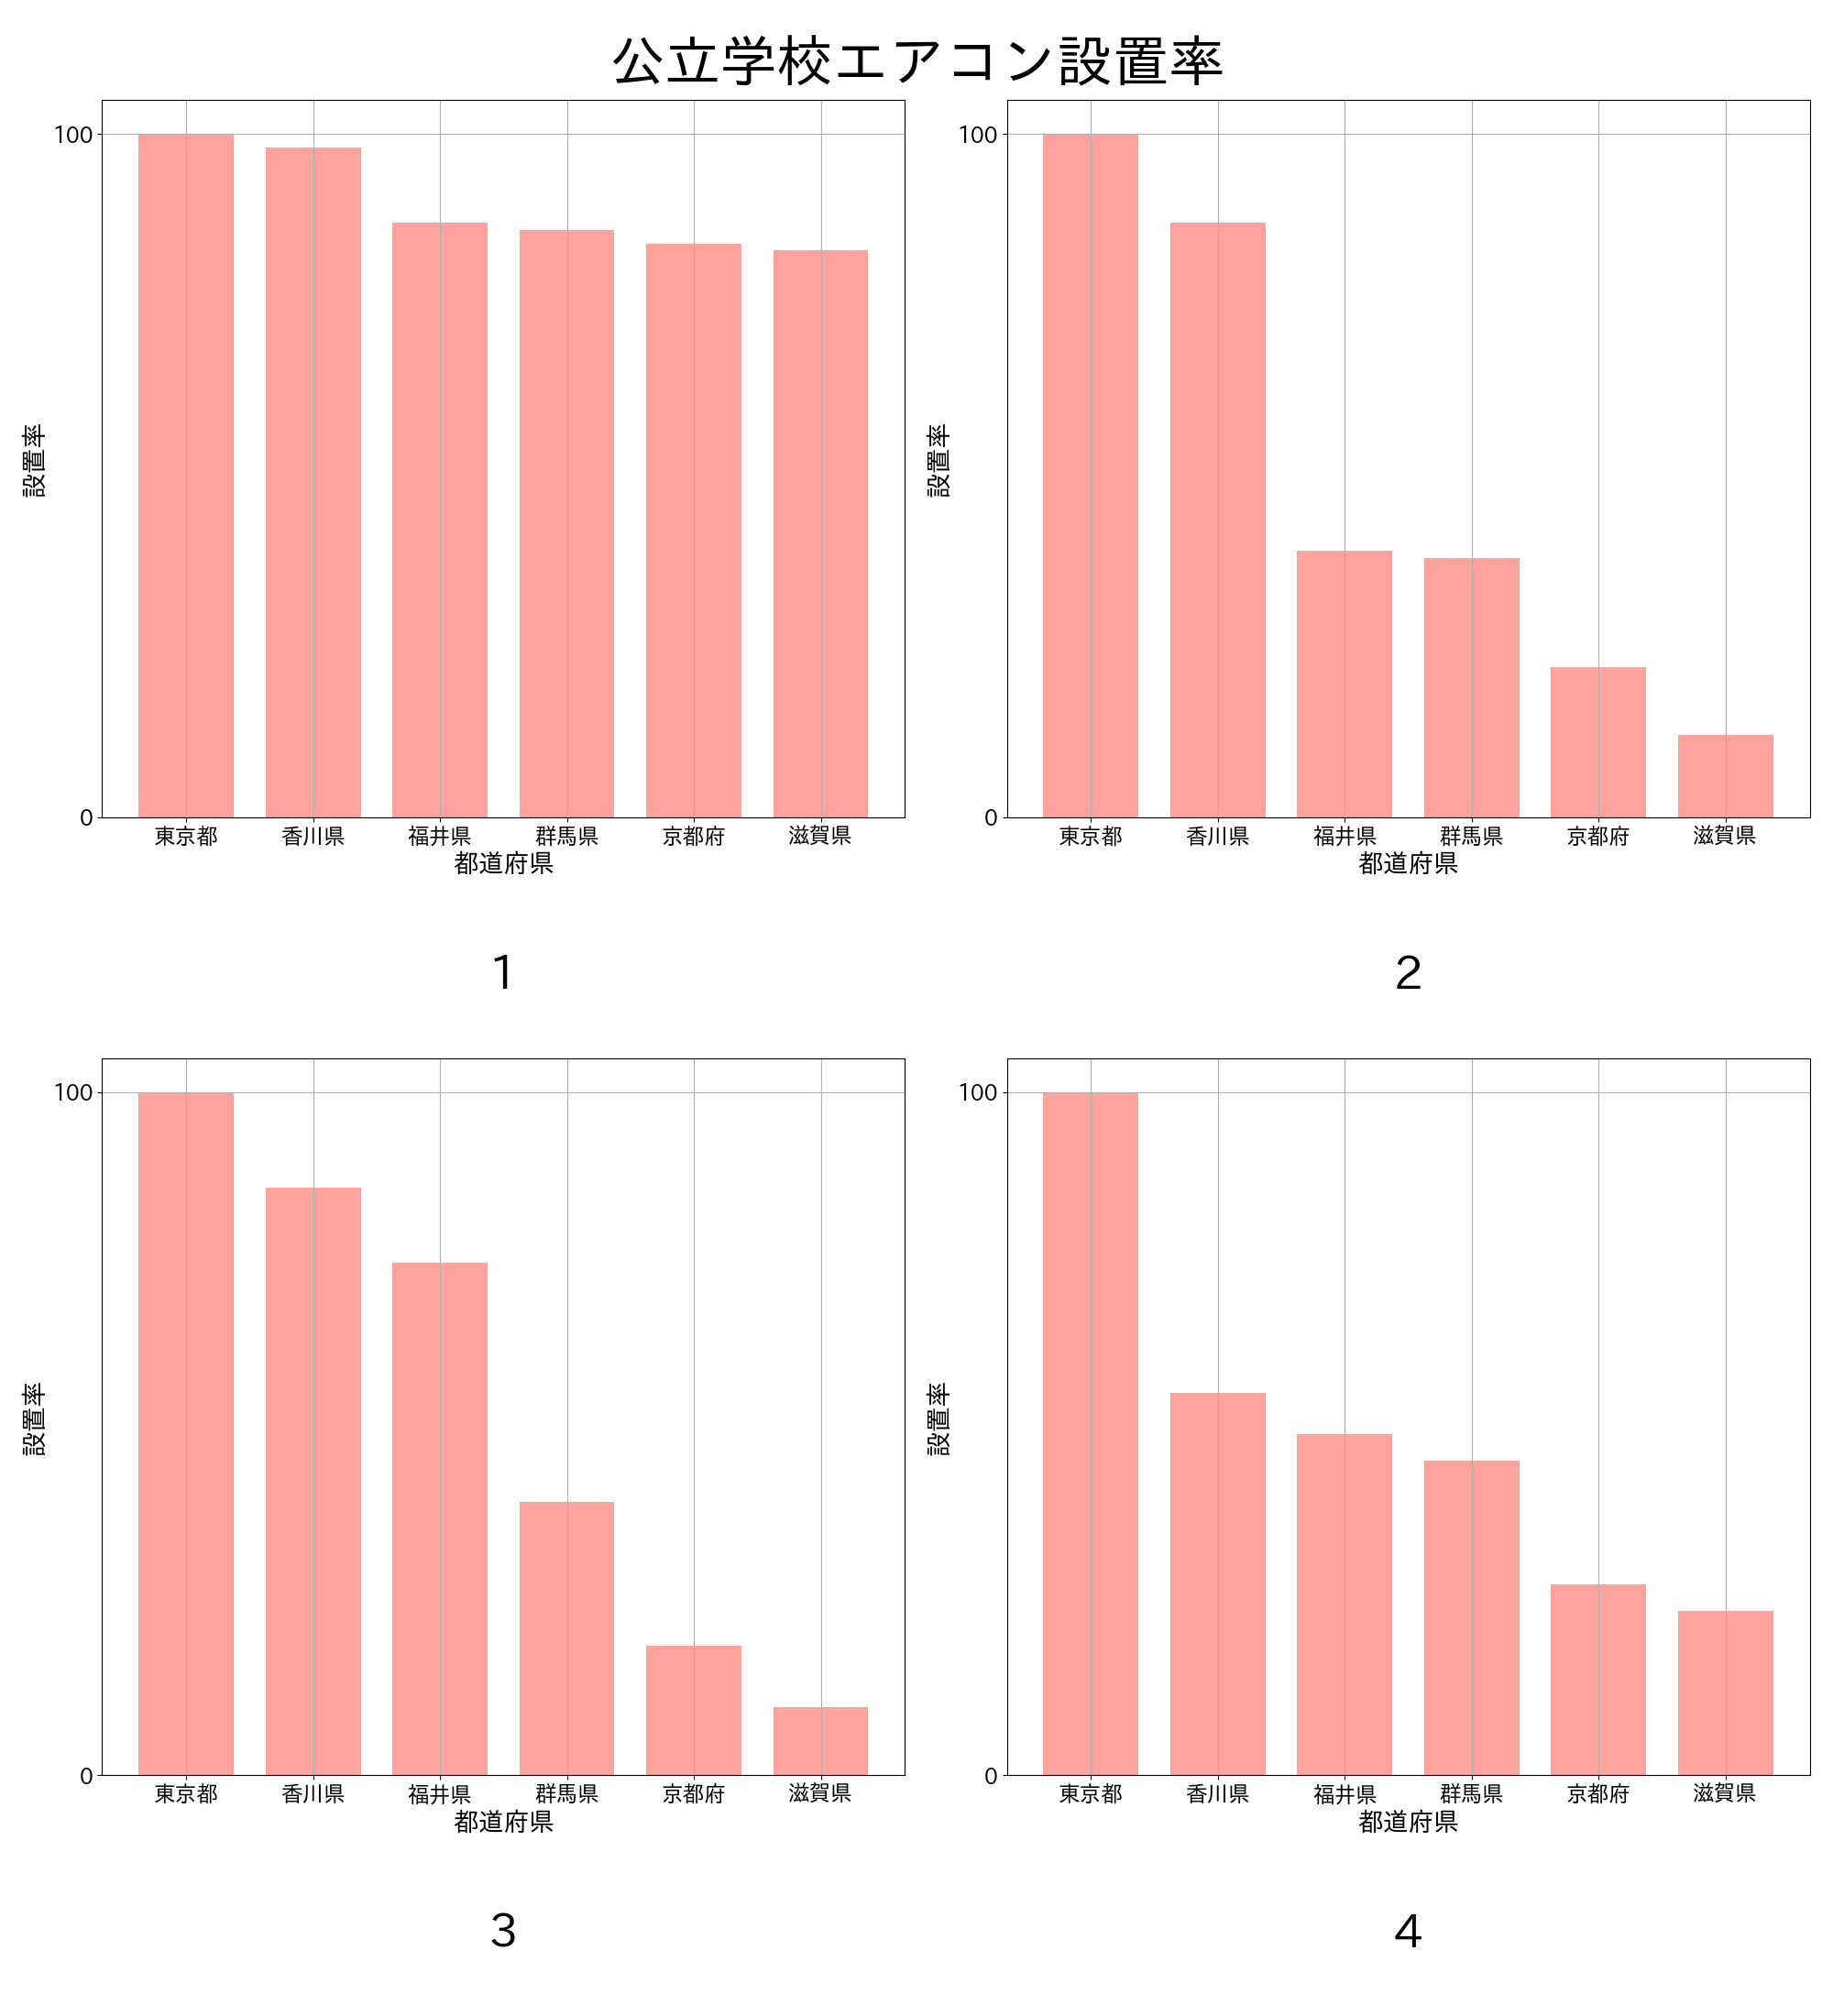 公立学校エアコン設置率
100
0
設置率
東京都 香川県 福井県 群馬県 京都府 滋賀県
都道府県
1
100
0
設置率
東京都 香川県 福井県 群馬県 京都府 滋賀県
都道府県
2
100
0
設置率
東京都 香川県 福井県 群馬県 京都府 滋賀県
都道府県
3
100
0
設置率
東京都 香川県 福井県 群馬県 京都府 滋賀県
都道府県
4